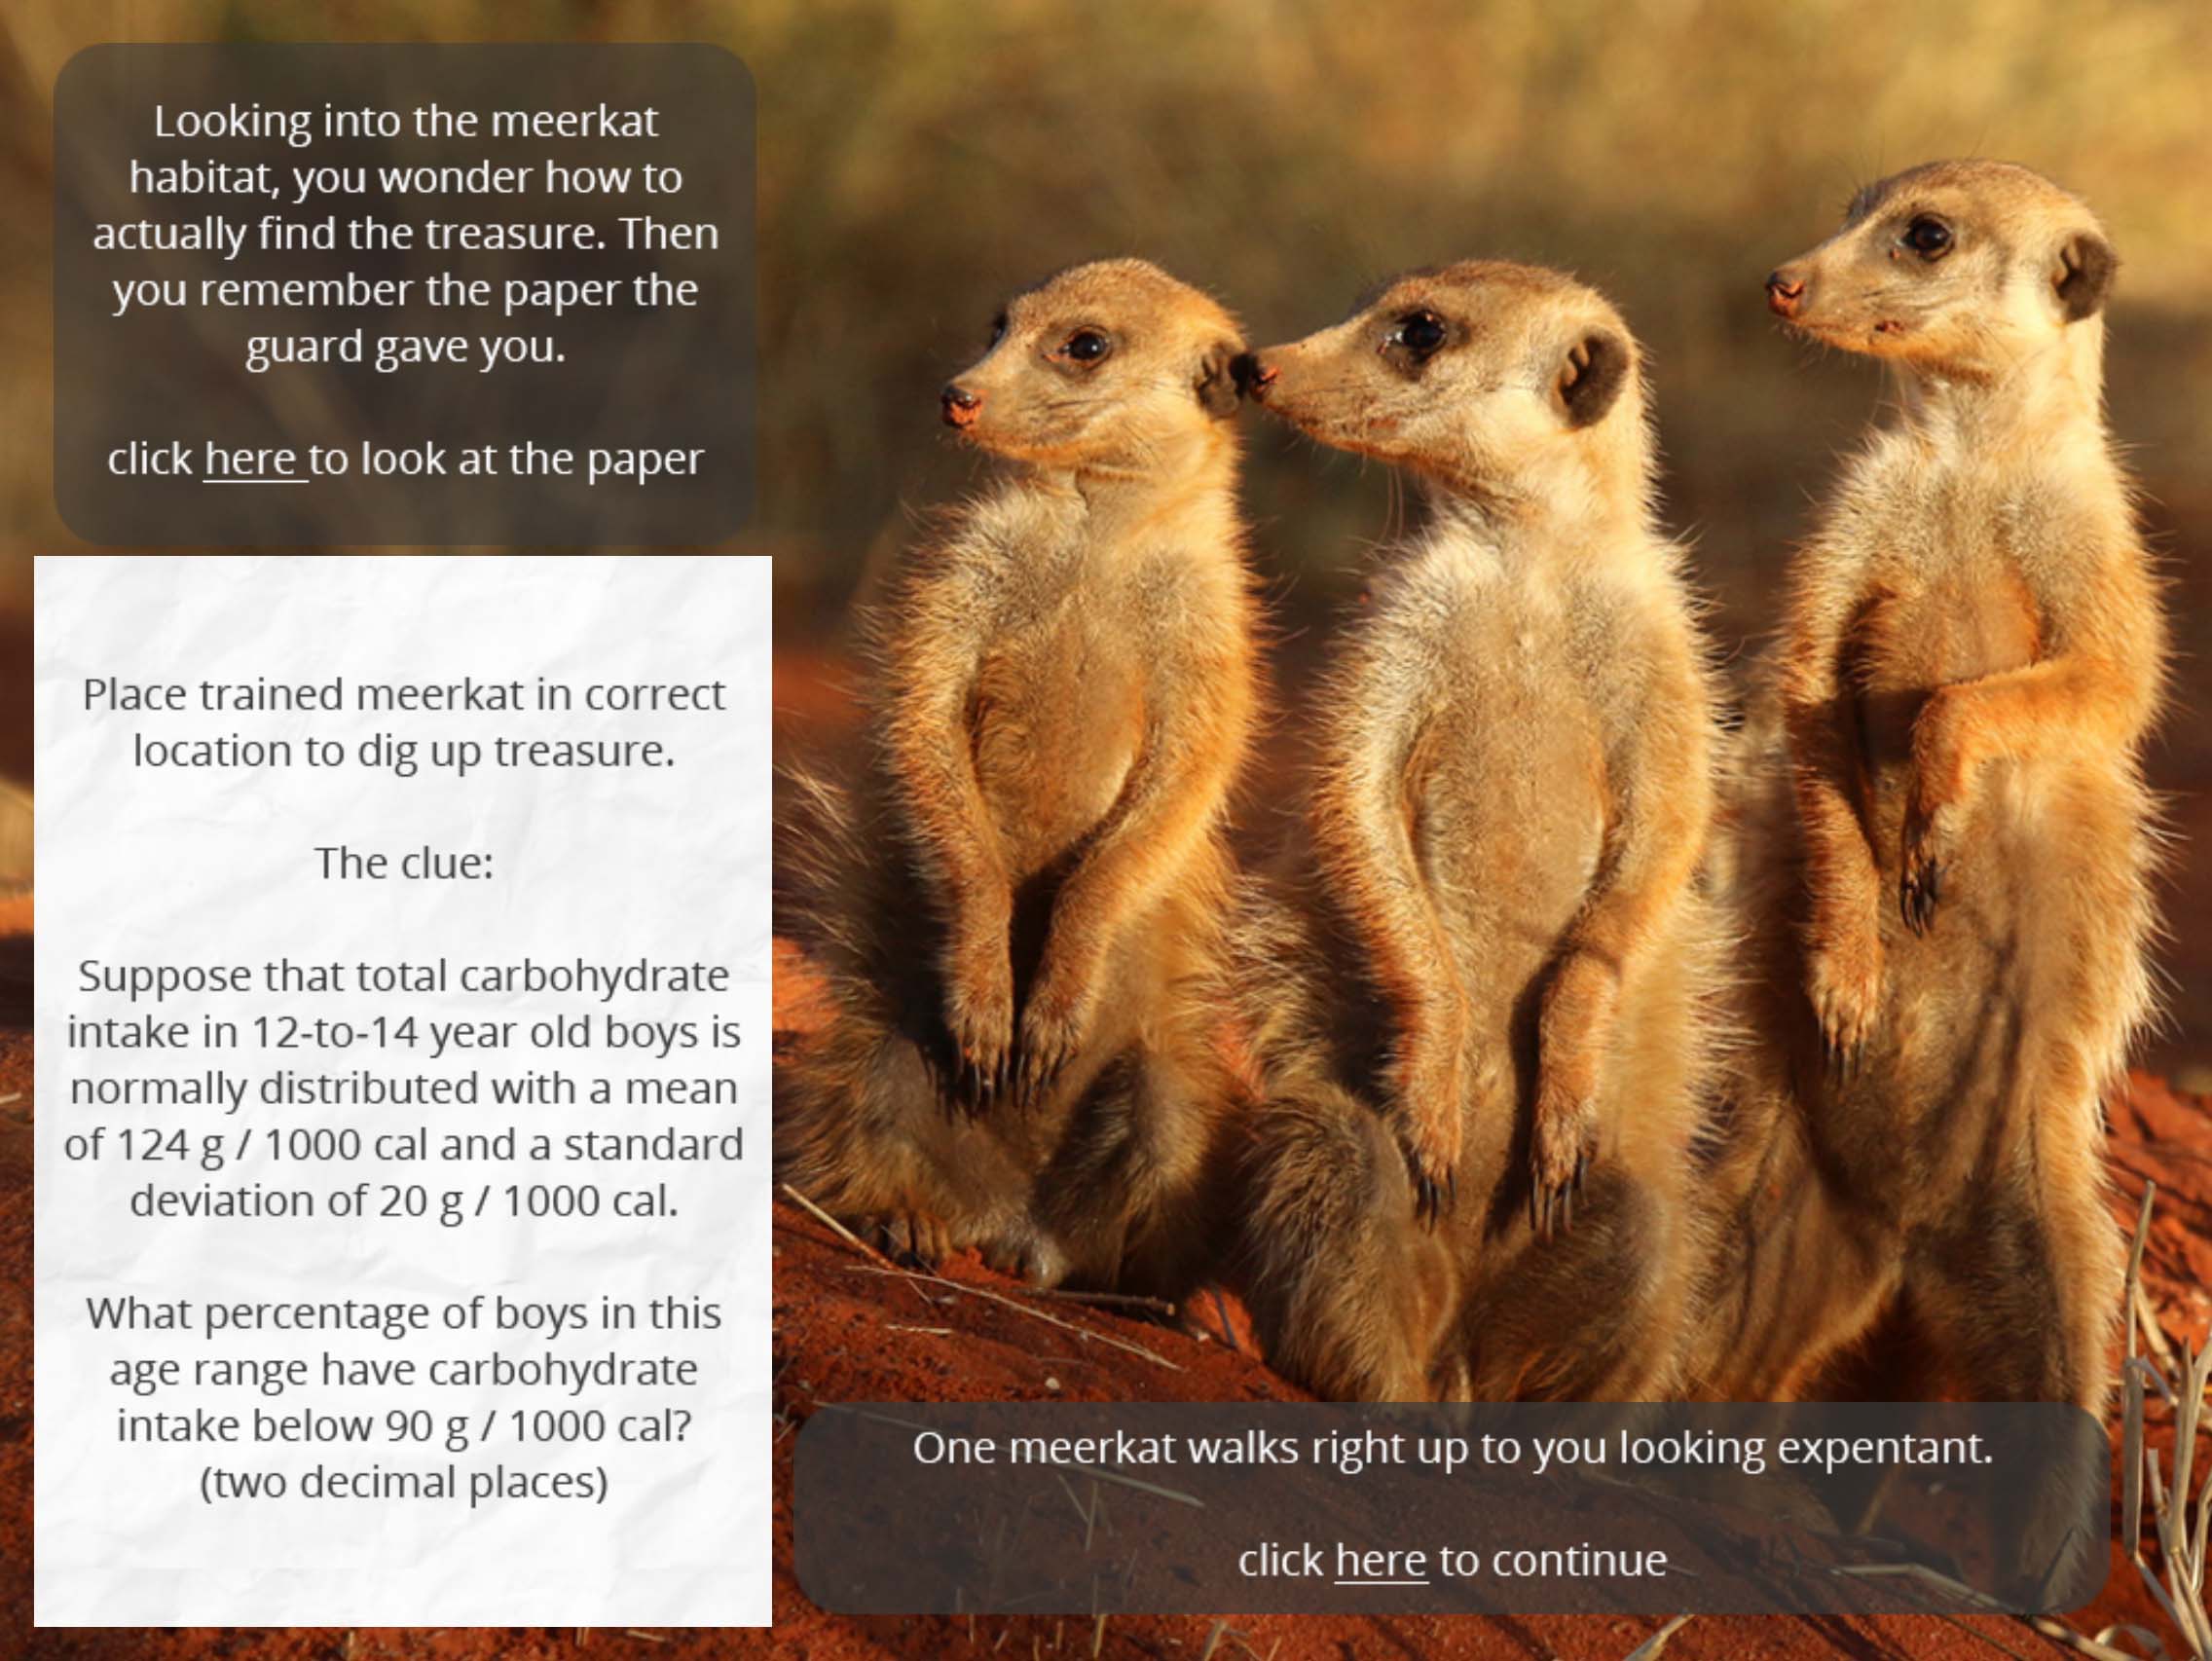 Looking into the meerkat
habitat, you wonder how to
actually find the treasure. Then
you remember the paper the
guard gave you.
click here to look at the paper
Place trained meerkat in correct
location to dig up treasure.
The clue:
Suppose that total carbohydrate
intake in 12-to-14 year old boys is
normally distributed with a mean
of 124 g / 1000 cal and a standard
deviation of 20 g / 1000 cal.
What percentage of boys in this
age range have carbohydrate
intake below 90 g / 1000 cal?
(two decimal places)
One meerkat walks right up to you looking expentant.
click here to continue